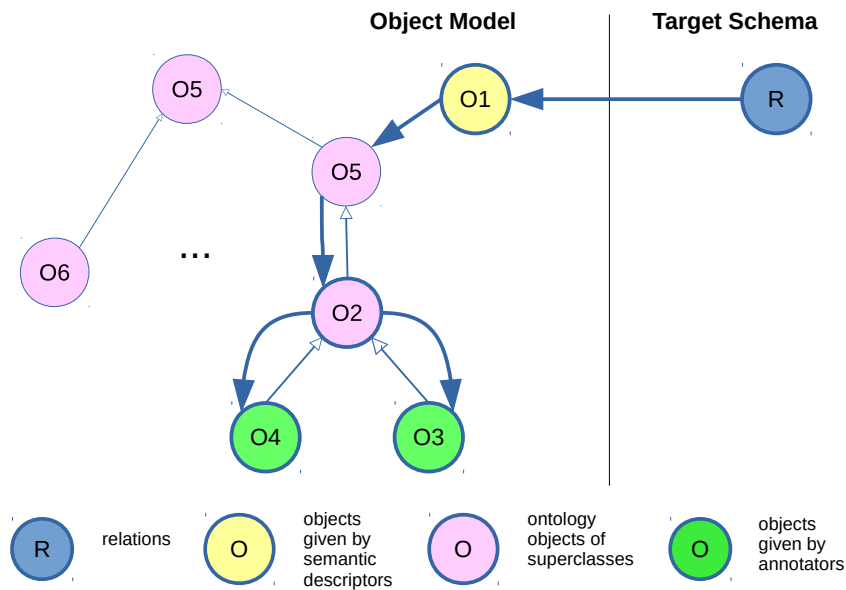 Object Model
Target Schema
O5
O1
R
O5
O6
...
O2
O4
O3
R
relations
O
objects
given by
semantic
descriptors
O
ontology
objects of
superclasses
O
objects
given by
annotators